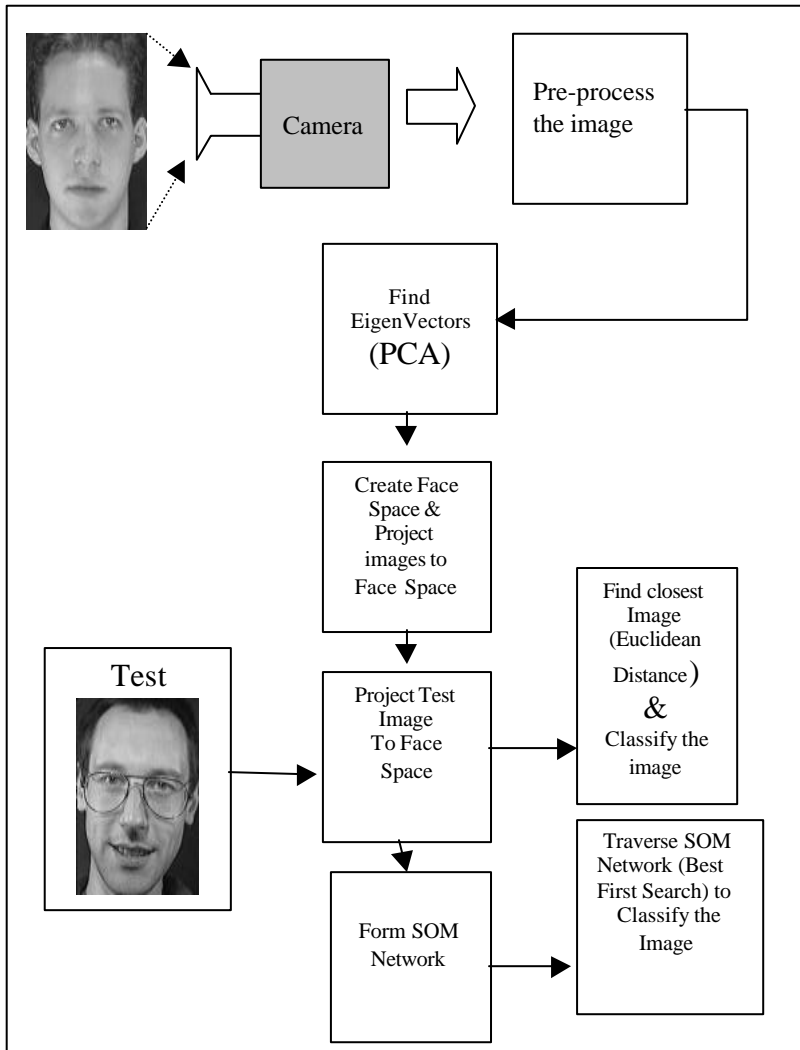 Camera
Pre-process
the image
Find
EigenVectors
(PCA)
Create Face
Space &
Project
images to
Face Space
Test
Project Test
Image
To Face
Space
Find closest
Image
(Euclidean
Distance)
&
Classify the
image
Form SOM
Network
Traverse SOM
Network (Best
First Search) to
Classify the
Image